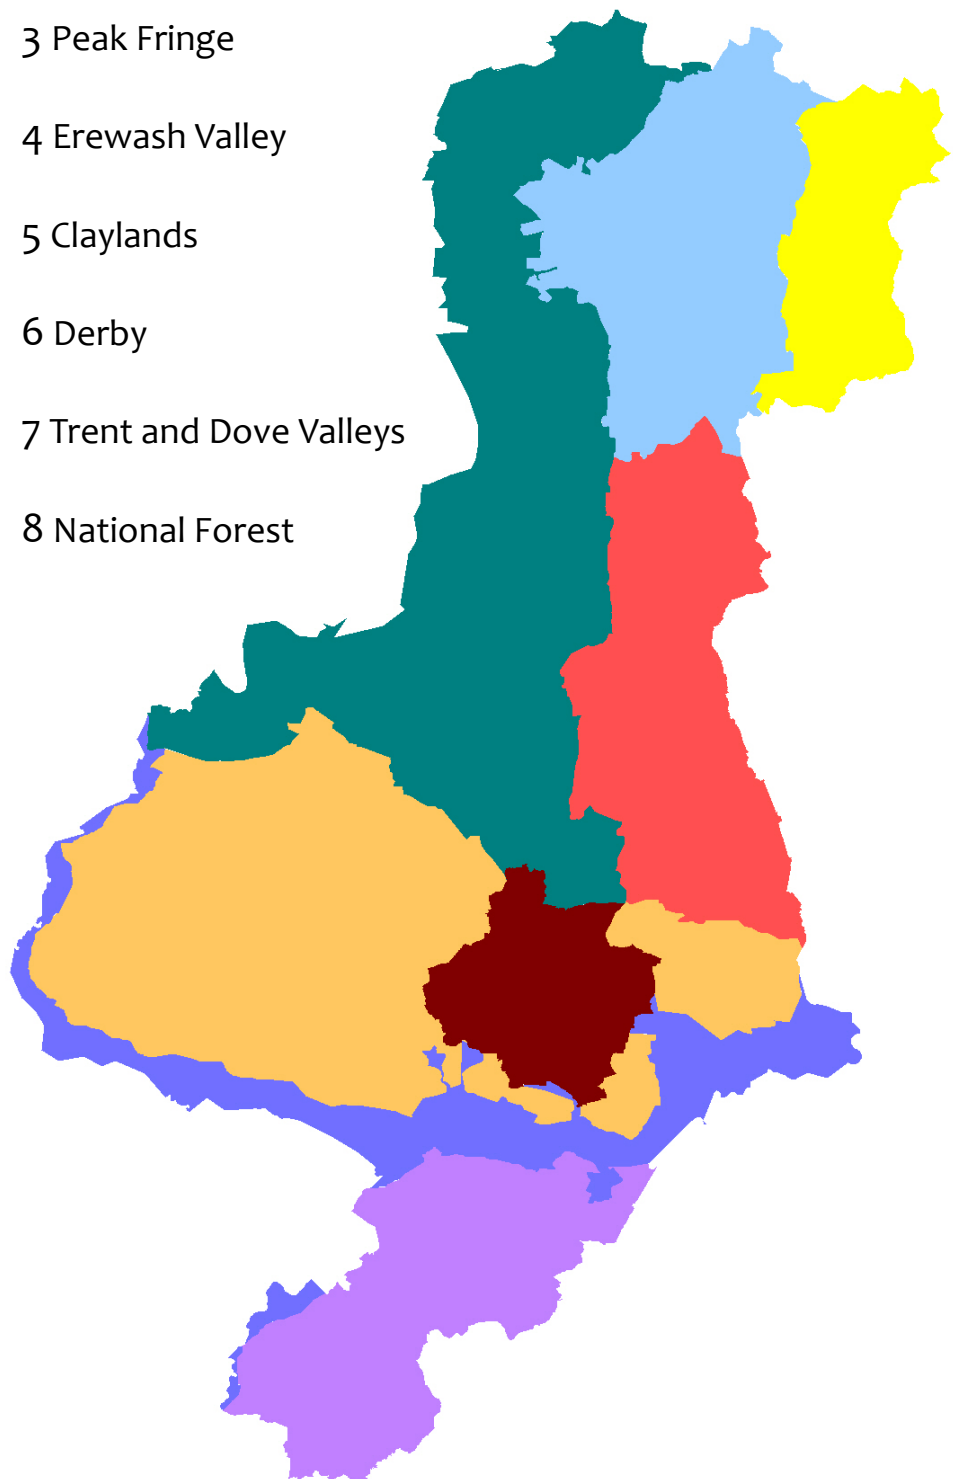 3 Peak Fringe
4 Erewash Valley
5 Claylands
6 Derby
7 Trent and Dove Valleys
8 National Forest